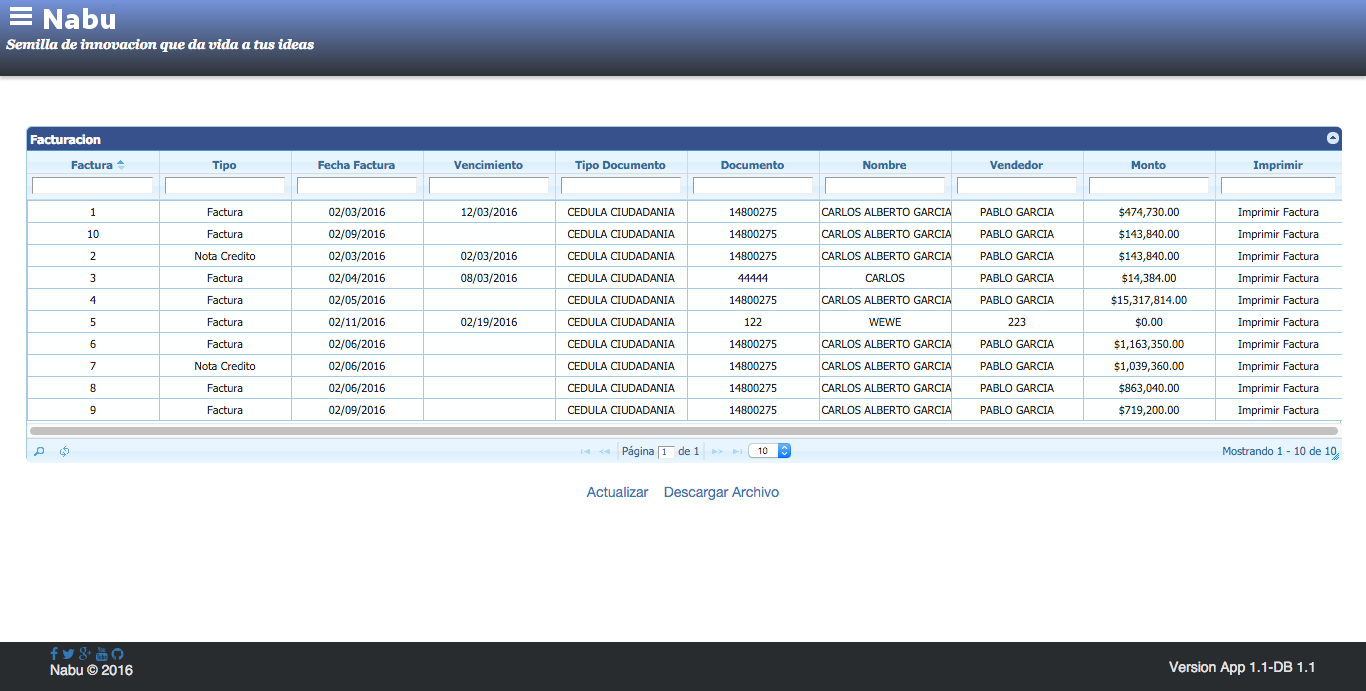 Nabu
Semilla de innovacion que da vida a tus ideas
Facturacion
Factura Tipo Fecha Factura Vencimiento Tipo Documento Documento Nombre Vendedor Monto Imprimir
1 Factura 02/03/2016 12/03/2016 CEDULA CIUDADANIA 14800275 CARLOS ALBERTO GARCIA PABLO GARCIA $474,730.00 Imprimir Factura
10 Factura 02/09/2016 CEDULA CIUDADANIA 14800275 CARLOS ALBERTO GARCIA PABLO GARCIA $143,840.00 Imprimir Factura
2 Nota Credito 02/03/2016 02/03/2016 CEDULA CIUDADANIA 14800275 CARLOS ALBERTO GARCIA PABLO GARCIA $143,840.00 Imprimir Factura
3 Factura 02/04/2016 08/03/2016 CEDULA CIUDADANIA 44444 CARLOS PABLO GARCIA $14,384.00 Imprimir Factura
4 Factura 02/05/2016 CEDULA CIUDADANIA 14800275 CARLOS ALBERTO GARCIA PABLO GARCIA $15,317,814.00 Imprimir Factura
5 Factura 02/11/2016 02/19/2016 CEDULA CIUDADANIA 122 WEWE 223 $0.00 Imprimir Factura
6 Factura 02/06/2016 CEDULA CIUDADANIA 14800275 CARLOS ALBERTO GARCIA PABLO GARCIA $1,163,350.00 Imprimir Factura
7 Nota Credito 02/06/2016 CEDULA CIUDADANIA 14800275 CARLOS ALBERTO GARCIA PABLO GARCIA $1,039,360.00 Imprimir Factura
8 Factura 02/06/2016 CEDULA CIUDADANIA 14800275 CARLOS ALBERTO GARCIA PABLO GARCIA $863,040.00 Imprimir Factura
9 Factura 02/09/2016 CEDULA CIUDADANIA 14800275 CARLOS ALBERTO GARCIA PABLO GARCIA $719,200.00 Imprimir Factura
Página 1 de 1 10 Mostrando 1 - 10 de 10
Actualizar Descargar Archivo
Nabu © 2016
Version App 1.1-DB 1.1